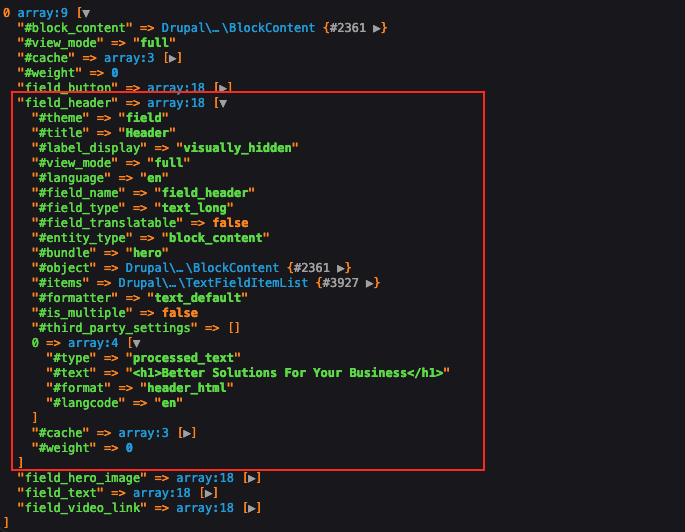 0 array:9 [▼
"#block_content" => Drupal\…\BlockContent {#2361 ▶}
"#view_mode" => "full"
"#cache" => array:3 [▶]
"#weight" => 0
"field_button" => array:18 [▶]
"field_header" => array:18 [▼
"#theme" => "field"
"#title" => "Header"
"#label_display" => "visually_hidden"
"#view_mode" => "full"
"#language" => "en"
"#field_name" => "field_header"
"#field_type" => "text_long"
"#field_translatable" => false
"#entity_type" => "block_content"
"#bundle" => "hero"
"#object" => Drupal\…\BlockContent {#2361 ▶}
"#items" => Drupal\…\TextFieldItemList {#3927 ▶}
"#formatter" => "text_default"
"#is_multiple" => false
"#third_party_settings" => []
0 => array:4 [▼
"#type" => "processed_text"
"#text" => "<h1>Better Solutions For Your Business</h1>"
"#format" => "header_html"
"#langcode" => "en"
]
"#cache" => array:3 [▶]
"#weight" => 0
]
"field_hero_image" => array:18 [▶]
"field_text" => array:18 [▶]
"field_video_link" => array:18 [▶]
]